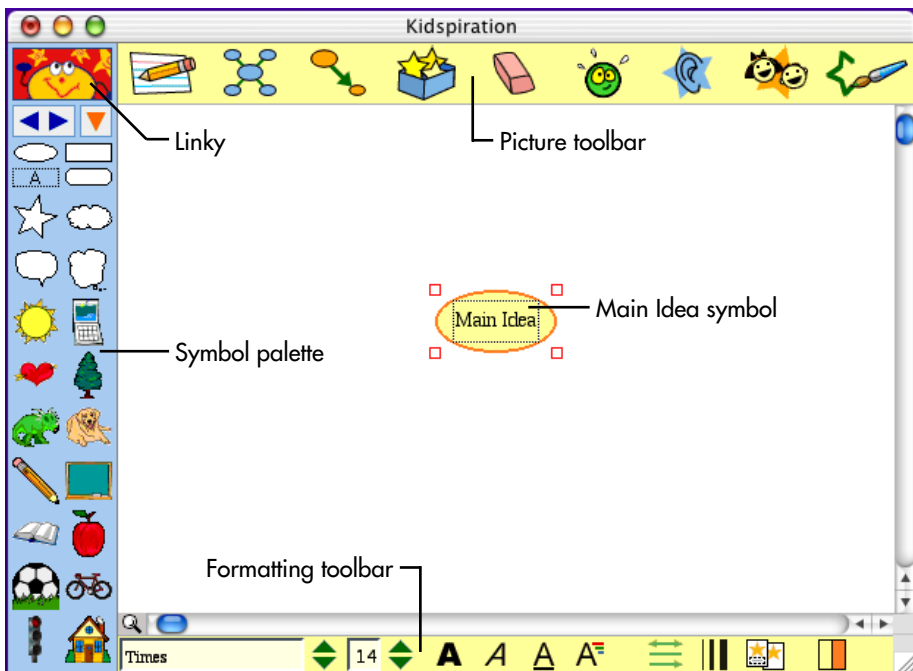 Kidspiration
Linky
Picture toolbar
A
Main Idea
Main Idea symbol
Symbol palette
Formatting toolbar
Times
14
A A A A